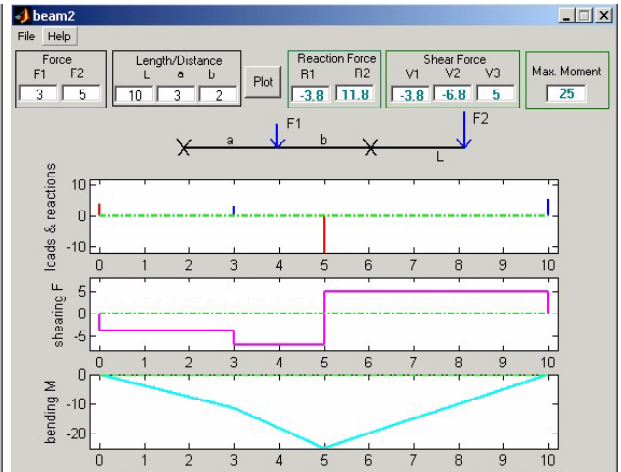 beam2
File Help
Force
F1 F2
3 5
Length/Distance
L a b
10 3 2
Plot
Reaction Force
R1 R2
-3.8 11.8
Shear Force
V1 V2 V3
-3.8 -6.8 5
Max. Moment
25
F1 F2
a b
L
loads & reactions
10
0
-10
0 1 2 3 4 5 6 7 8 9 10
shearing F
5
0
-5
0 1 2 3 4 5 6 7 8 9 10
bending M
0
-10
-20
0 1 2 3 4 5 6 7 8 9 10